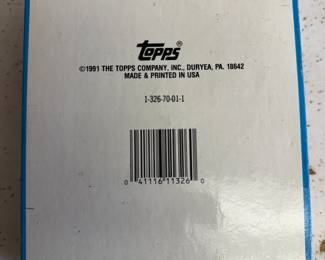 topps®
©1991 THE TOPPS COMPANY, INC., DURYEA, PA. 18642
MADE & PRINTED IN USA
1-326-70-01-1
0 41116 11326 0